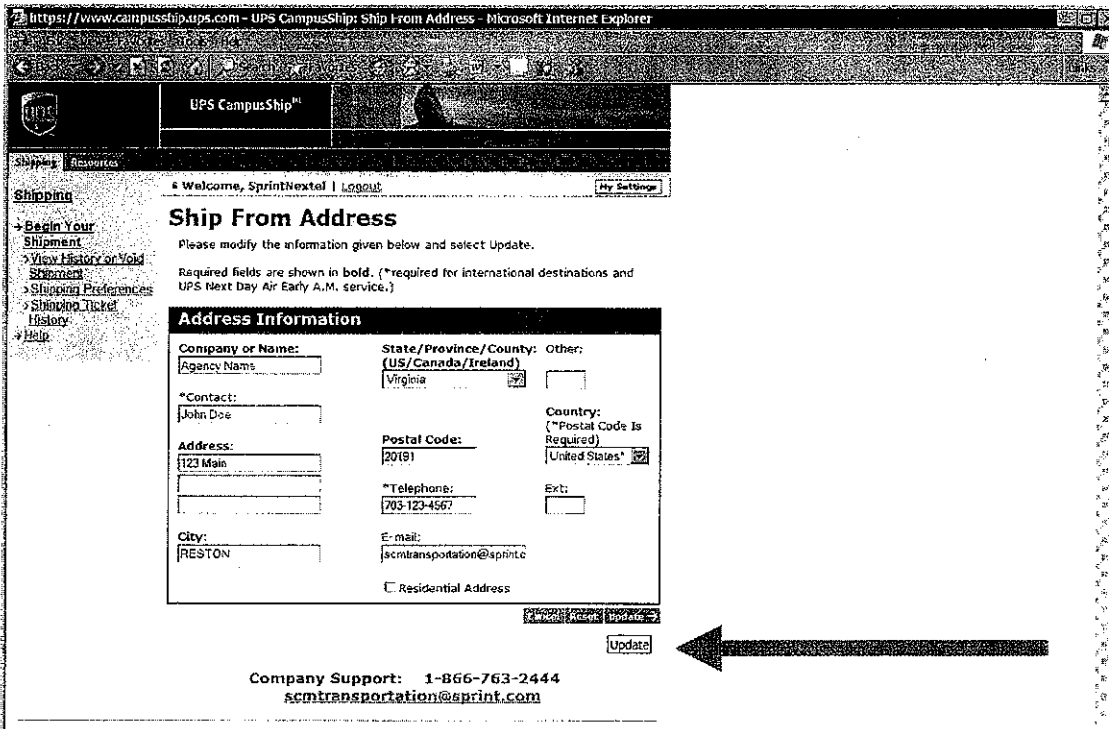 https://www.campusship.ups.com - UPS CampusShip: Ship From Address - Microsoft Internet Explorer
UPS CampusShip
Shipping Resources
Welcome, SprintNextel | Logout
My Settings
Shipping
Begin Your
Shipment
View History or Void
Shipment
Shipping Preferences
Shipping Ticket
History
Help
Ship From Address
Please modify the information given below and select Update.
Required fields are shown in bold. (*required for international destinations and
UPS Next Day Air Early A.M. service.)
Address Information
Company or Name:
Agency Name
*Contact:
John Doe
Address:
123 Main
City:
RESTON
State/Province/County:
(US/Canada/Ireland)
Virginia
Postal Code:
20191
*Telephone:
703-123-4567
E-mail:
scmtransportation@sprint.c
Residential Address
Other:
Country:
(*Postal Code Is
Required)
United States*
Ext:
Cancel Reset Update
Update
Company Support: 1-866-763-2444
scmtransportation@sprint.com